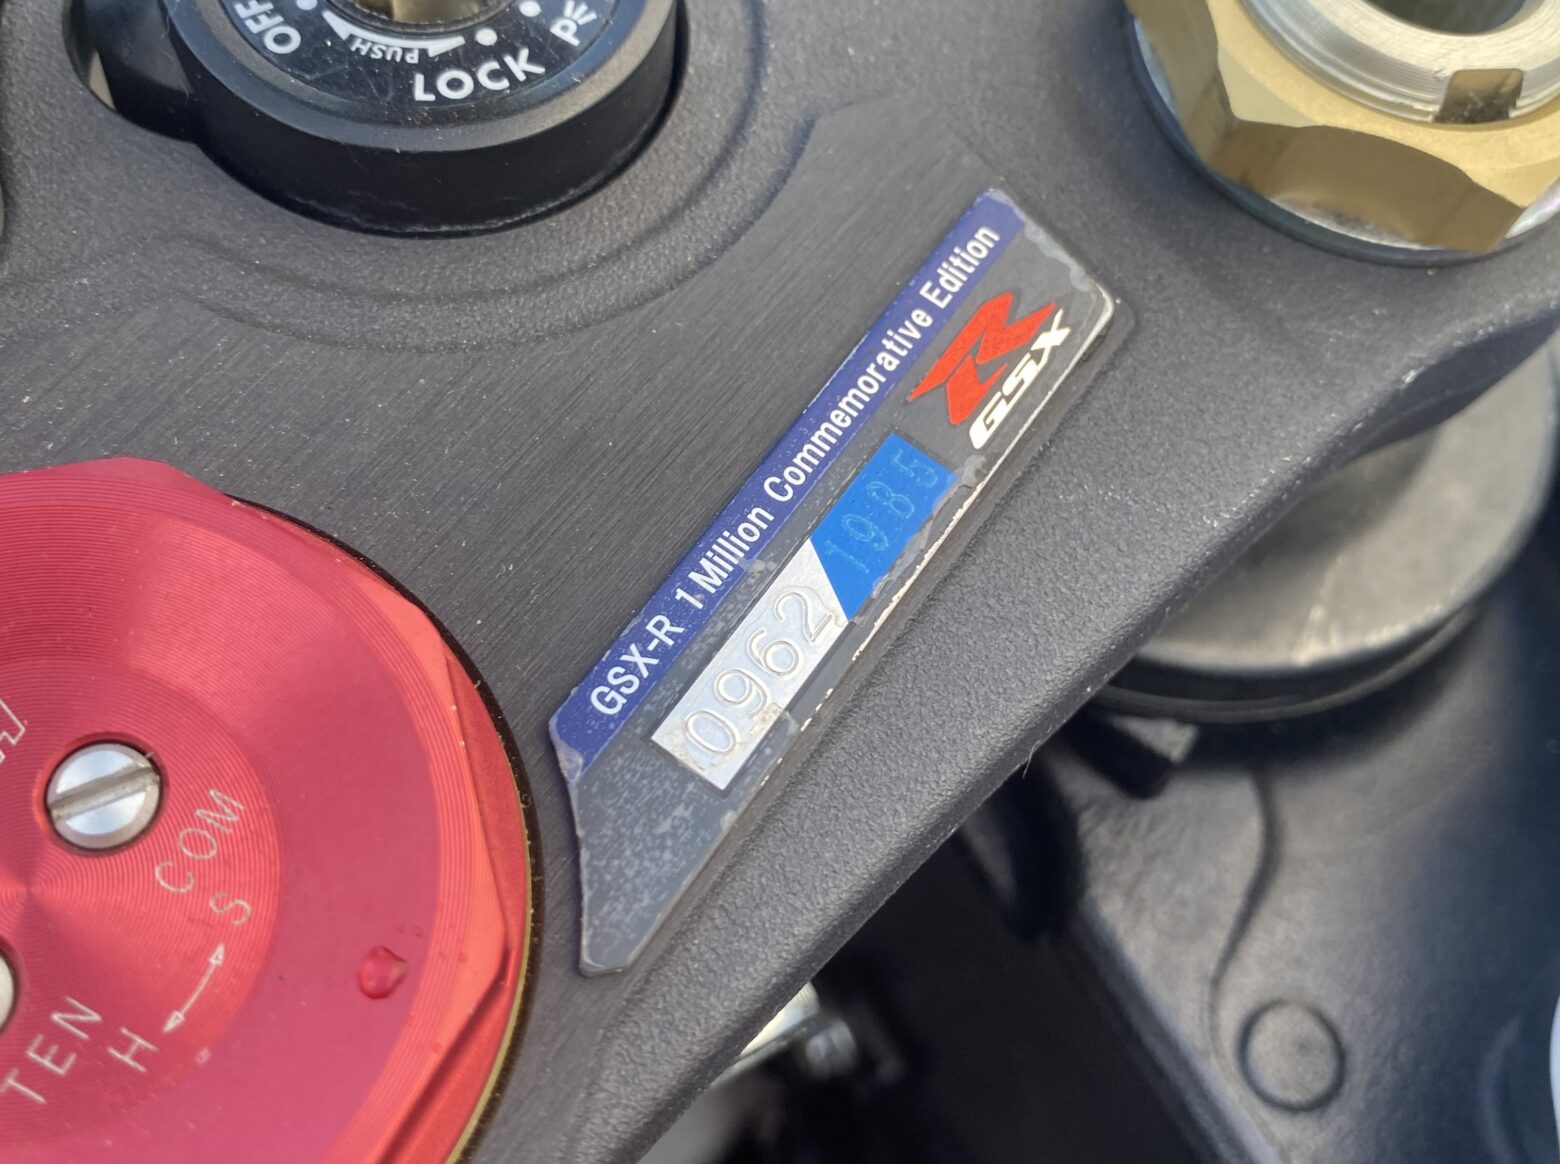 OFF
PUSH
LOCK
GSX-R 1 Million Commemorative Edition
R
GSX
0962
1985
COM
S
H
TEN